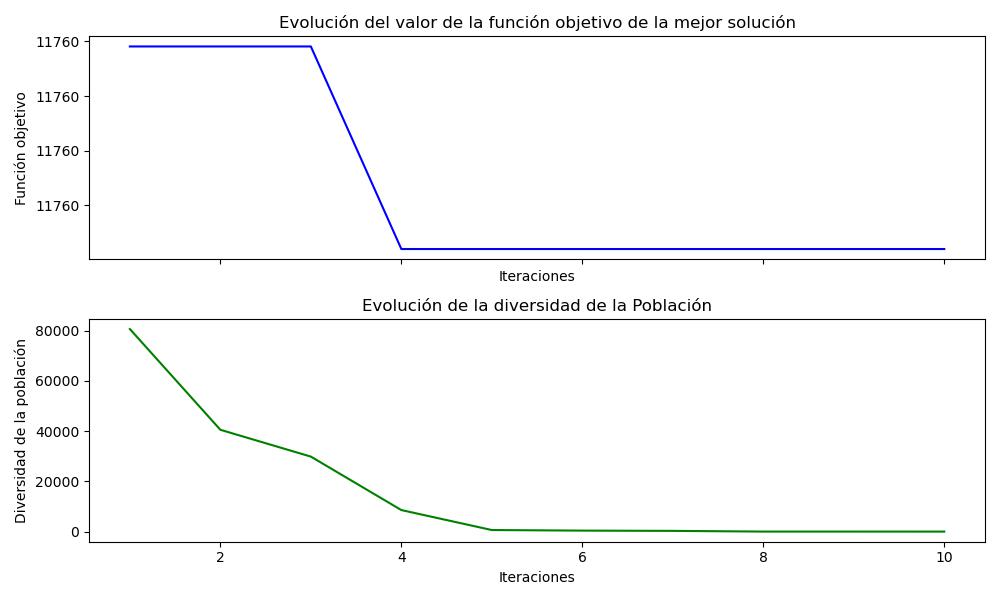 Evolución del valor de la función objetivo de la mejor solución
11760
11760
11760
11760
Función objetivo
Iteraciones
Evolución de la diversidad de la Población
80000
60000
40000
20000
0
Diversidad de la población
2 4 6 8 10
Iteraciones